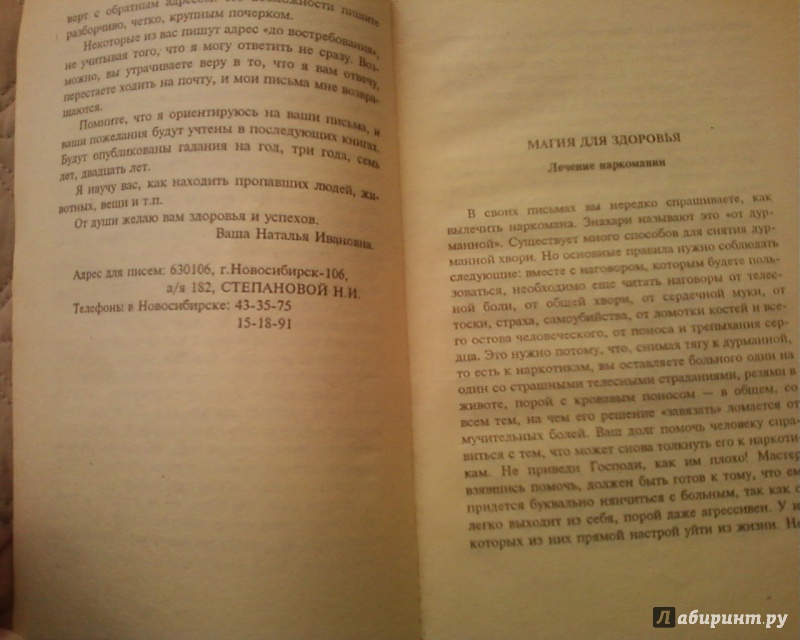 верт с обратным адресом. По возможности пишите
разборчиво, четко, крупным почерком.
Некоторые из вас пишут адрес «до востребования»,
не учитывая того, что я могу ответить не сразу. Воз-
можно, вы утрачиваете веру в то, что я вам отвечу,
перестаете ходить на почту, и мои письма мне возвра-
щаются.
Помните, что я ориентируюсь на ваши письма, и
ваши пожелания будут учтены в последующих книгах.
Будут опубликованы гадания на год, три года, семь
лет, двадцать лет.
Я научу вас, как находить пропавших людей, жи-
вотных, вещи и т.п.
От души желаю вам здоровья и успехов.
Ваша Наталья Ивановна.
Адрес для писем: 630106, г.Новосибирск-106,
а/я 182, СТЕПАНОВОЙ Н.И.
Телефоны в Новосибирске: 43-35-75
15-18-91
МАГИЯ ДЛЯ ЗДОРОВЬЯ
Лечение наркомании
В своих письмах вы нередко спрашиваете, как
вылечить наркомана. Знахари называют это «от дур-
манной». Существует много способов для снятия дур-
манной хвори. Но основные правила нужно соблюдать
следующие: вместе с наговором, которым будете поль-
зоваться, необходимо еще читать наговоры от телес-
ной боли, от общей хвори, от сердечной муки, от
тоски, страха, самоубийства, от ломотки костей и все-
го остова человеческого, от поноса и трепыхания сер-
дца. Это нужно потому, что, снимая тягу к дурманной,
то есть к наркотикам, вы оставляете больного один на
один со страшными телесными страданиями, резями в
животе, порой с кровавым поносом — в общем, со
всем тем, на чем его решение «завязать» ломается от
мучительных болей. Ваш долг помочь человеку спра-
виться с тем, что может снова толкнуть его к наркоти-
кам. Не приведи Господи, как им плохо! Мастер
взявшись помочь, должен быть готов к тому, что ем
придется буквально нянчиться с больным, так как о
легко выходит из себя, порой даже агрессивен. У н
которых из них прямой настрой уйти из жизни. Не
Лабиринт.ру